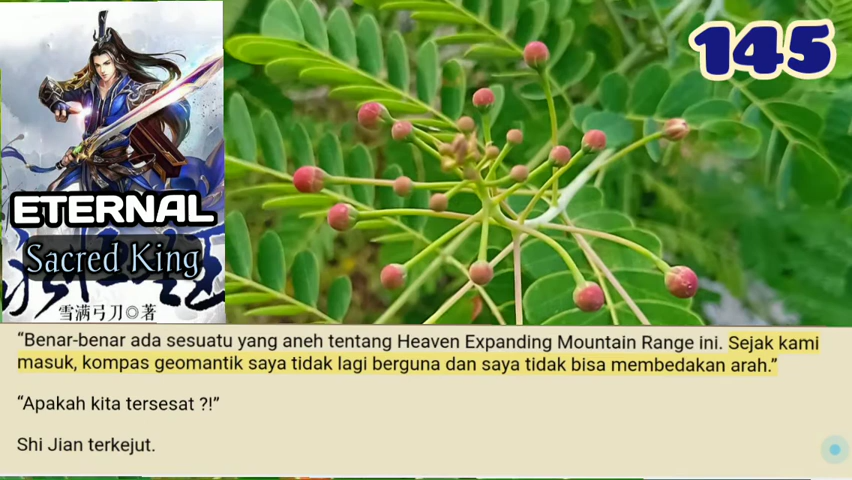 145
ETERNAL
Sacred King
雪满弓刀◎著
“Benar-benar ada sesuatu yang aneh tentang Heaven Expanding Mountain Range ini. Sejak kami
masuk, kompas geomantik saya tidak lagi berguna dan saya tidak bisa membedakan arah.”
“Apakah kita tersesat ?!”
Shi Jian terkejut.